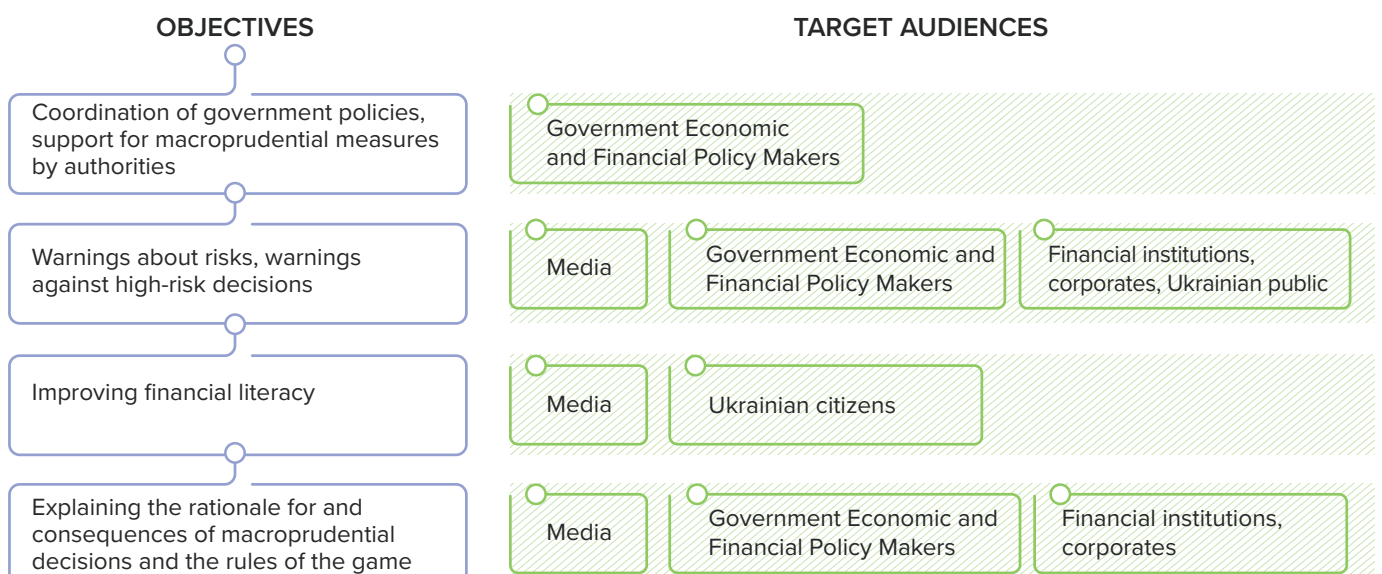 OBJECTIVES
TARGET AUDIENCES
Coordination of government policies,
support for macroprudential measures
by authorities
Government Economic
and Financial Policy Makers
Warnings about risks, warnings
against high-risk decisions
Media
Government Economic and
Financial Policy Makers
Financial institutions,
corporates, Ukrainian public
Improving financial literacy
Media
Ukrainian citizens
Explaining the rationale for and
consequences of macroprudential
decisions and the rules of the game
Media
Government Economic and
Financial Policy Makers
Financial institutions,
corporates